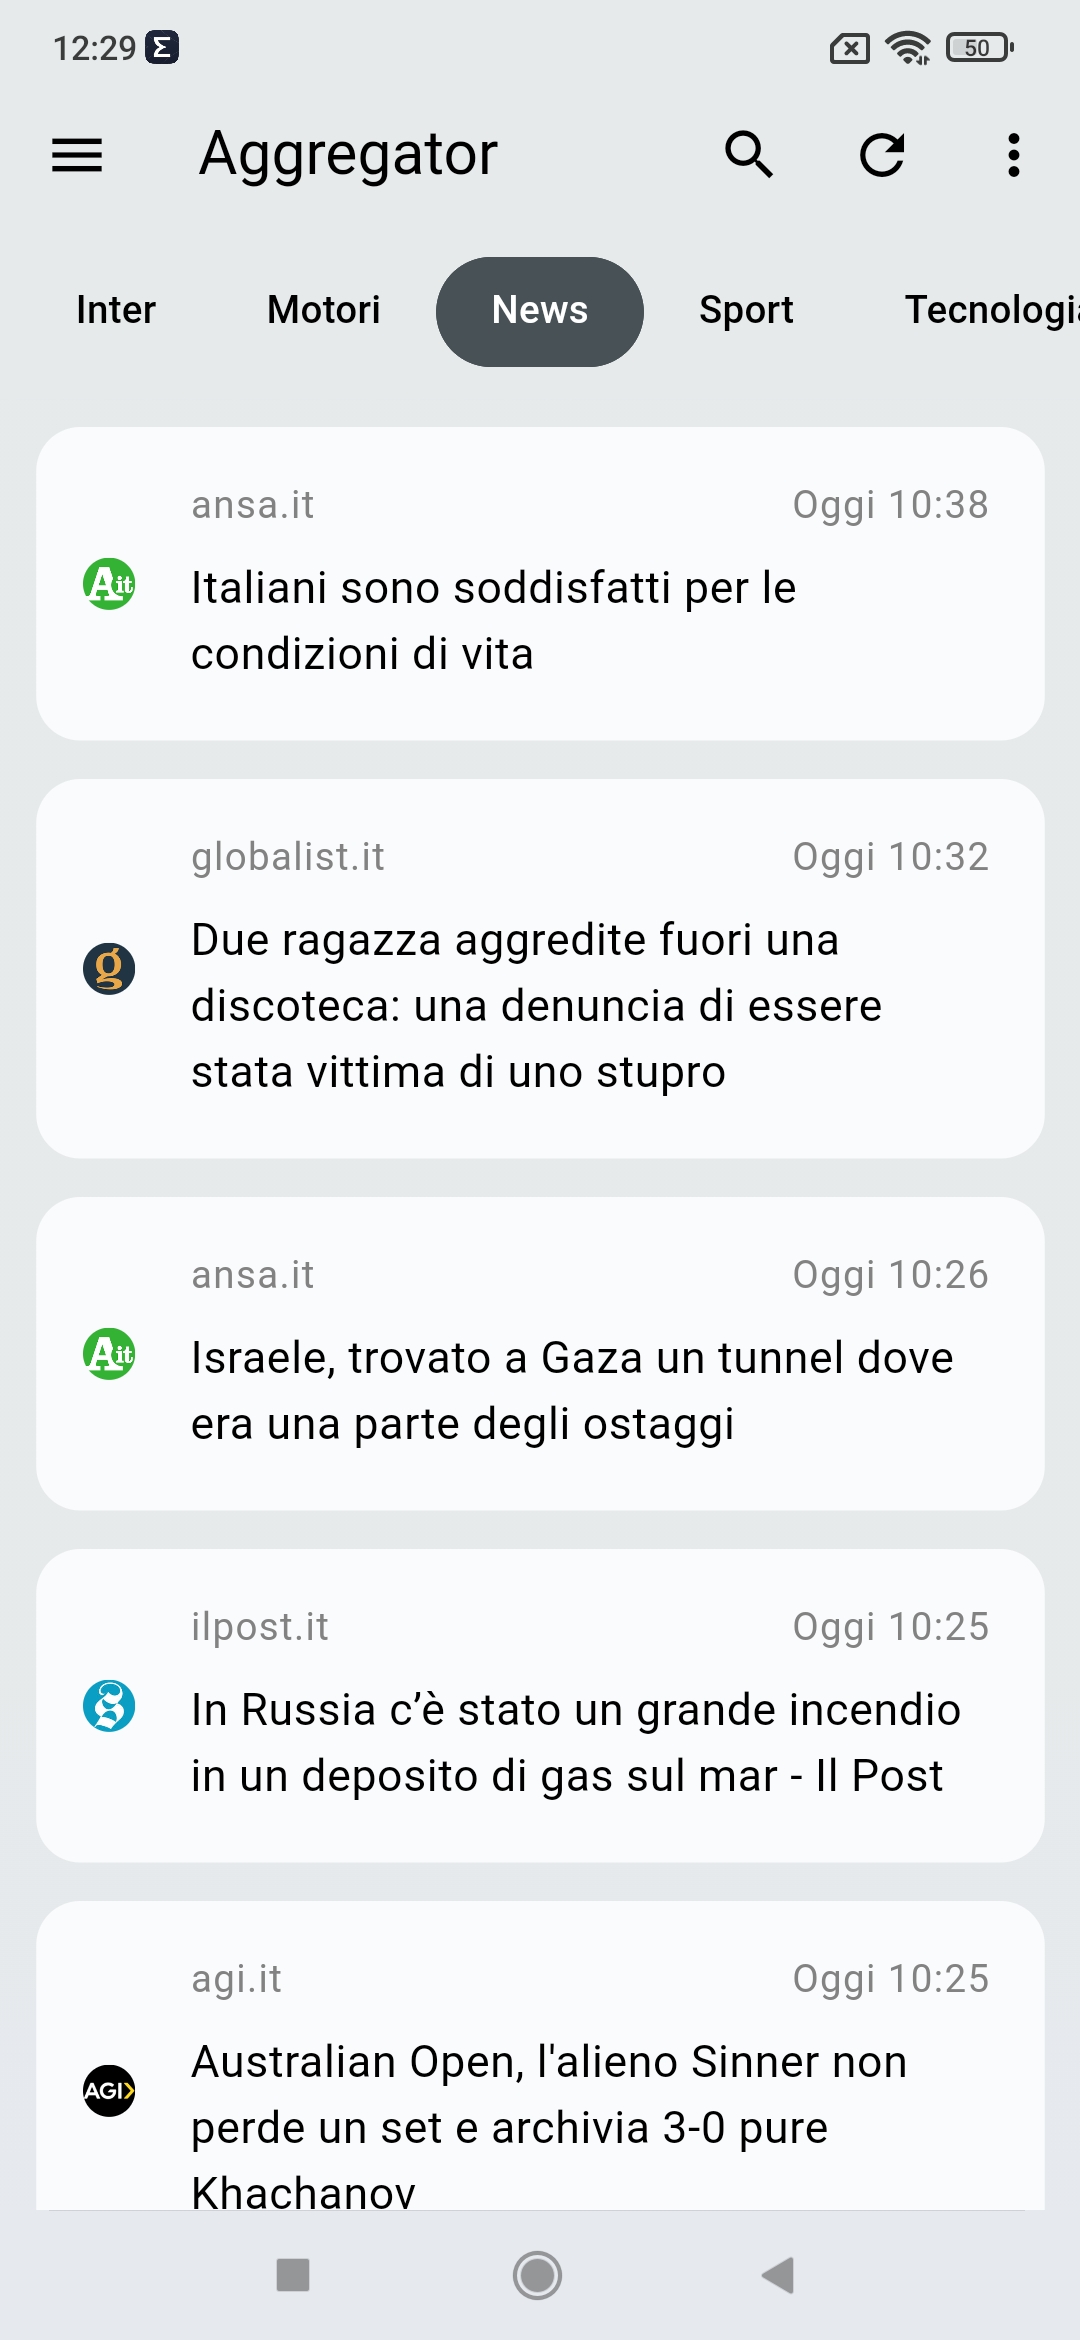 12:29 Σ 50
Aggregator
Inter Motori News Sport Tecnologia
ansa.it Oggi 10:38
Ait
Italiani sono soddisfatti per le
condizioni di vita
globalist.it Oggi 10:32
g
Due ragazza aggredite fuori una
discoteca: una denuncia di essere
stata vittima di uno stupro
ansa.it Oggi 10:26
Ait
Israele, trovato a Gaza un tunnel dove
era una parte degli ostaggi
ilpost.it Oggi 10:25
In Russia c’è stato un grande incendio
in un deposito di gas sul mar - Il Post
agi.it Oggi 10:25
AGI>
Australian Open, l'alieno Sinner non
perde un set e archivia 3-0 pure
Khachanov